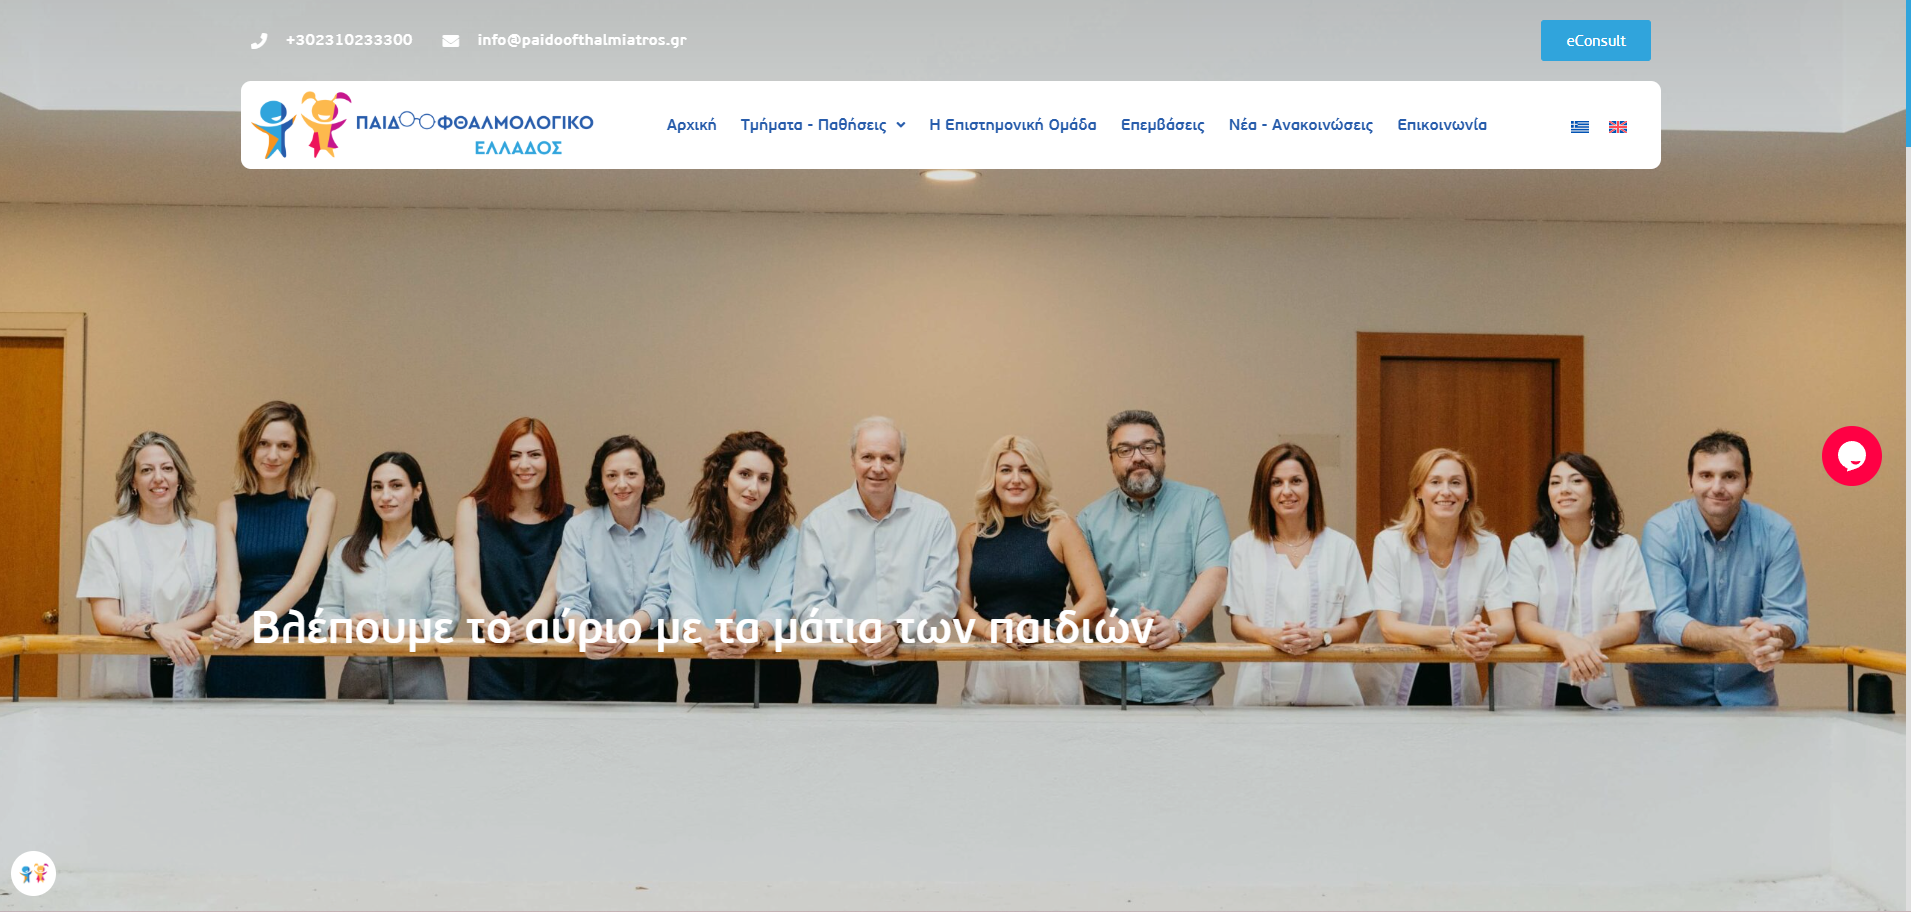 +302310233300
info@paidoofthalmiatros.gr
eConsult
ΠΑΙΔΟΟΦΘΑΛΜΟΛΟΓΙΚΟ
ΕΛΛΑΔΟΣ
Αρχική
Τμήματα - Παθήσεις
Η Επιστημονική Ομάδα
Επεμβάσεις
Νέα - Ανακοινώσεις
Επικοινωνία
Βλέπουμε το αύριο με τα μάτια των παιδιών